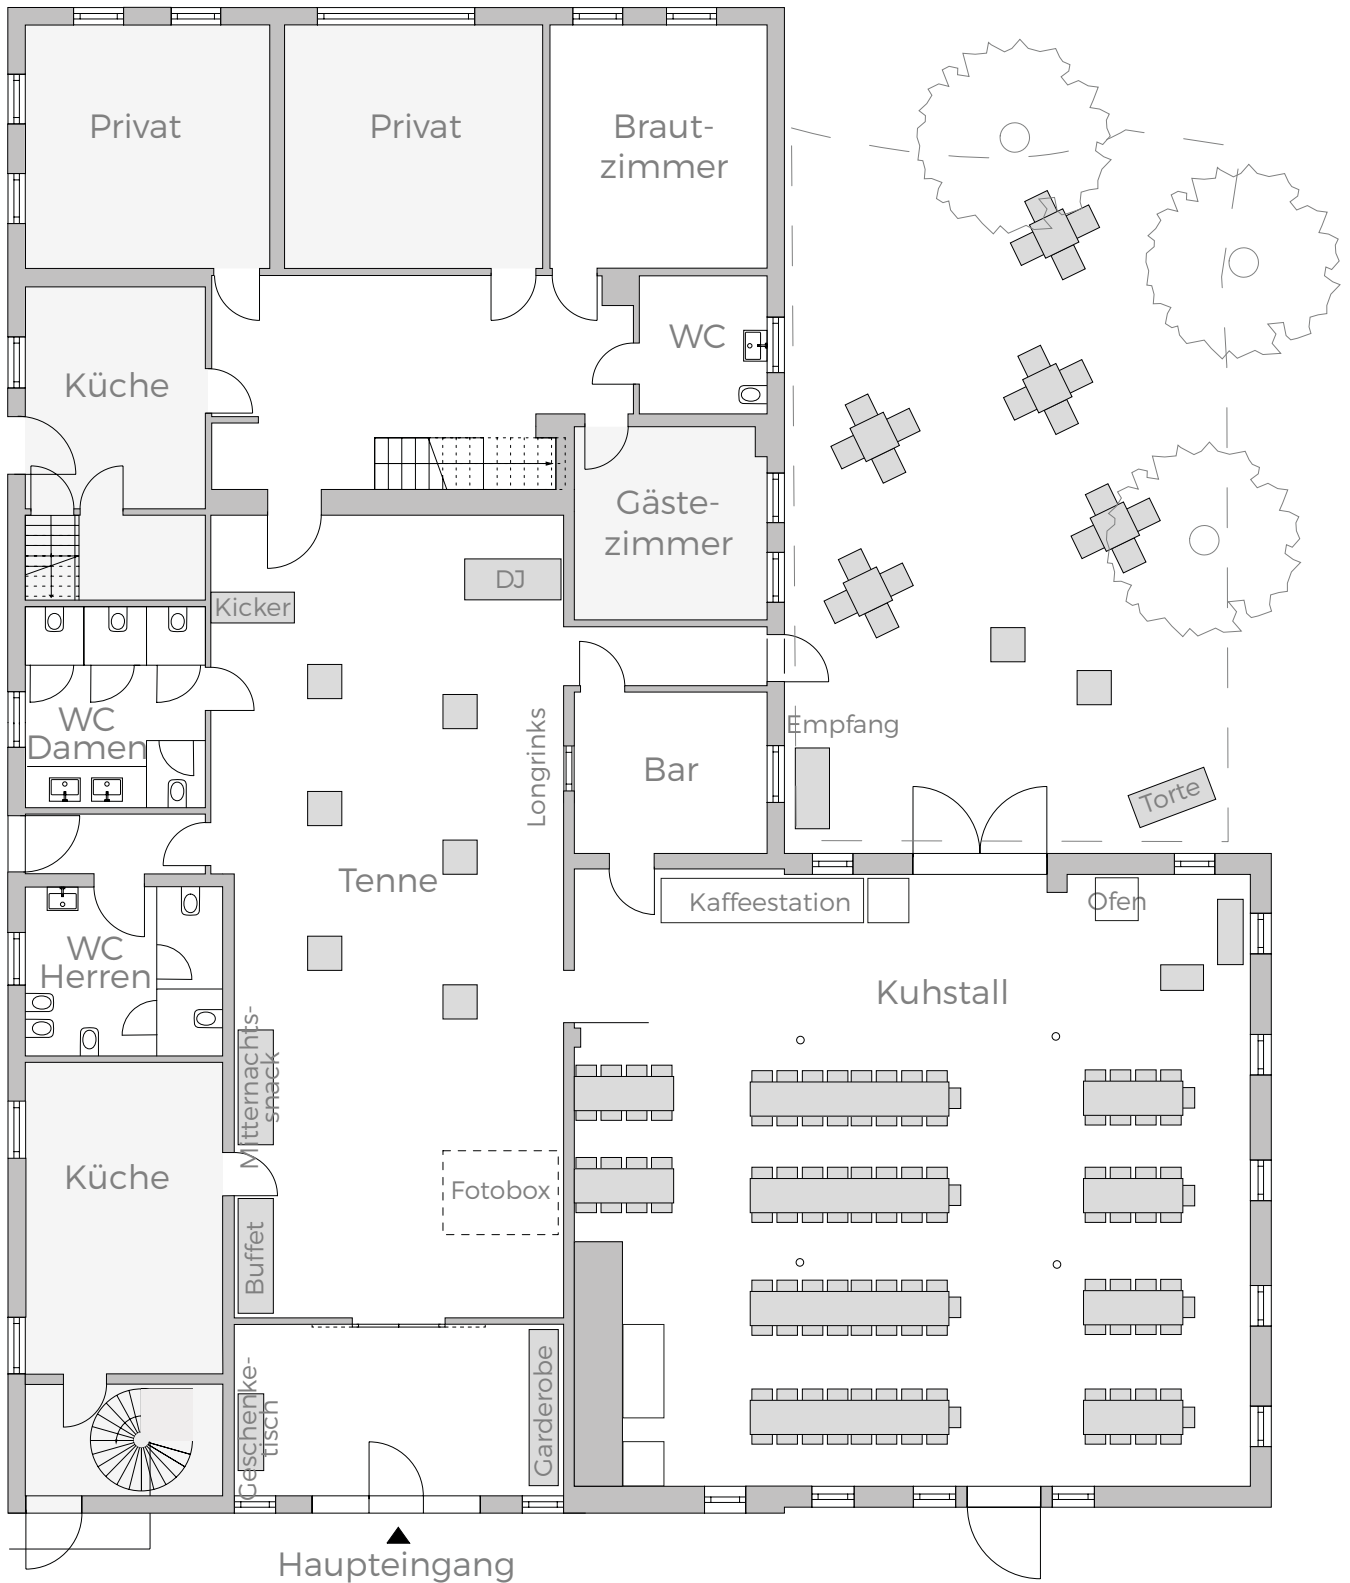 Privat
Privat
Braut-
zimmer
WC
Küche
Gäste-
zimmer
DJ
Kicker
WC
Damen
Longrinks
Bar
Empfang
Torte
Tenne
Kaffeestation
Ofen
WC
Herren
Kuhstall
Mitternachts-
snack
Küche
Fotobox
Buffet
Geschenke-
tisch
Garderobe
Haupteingang